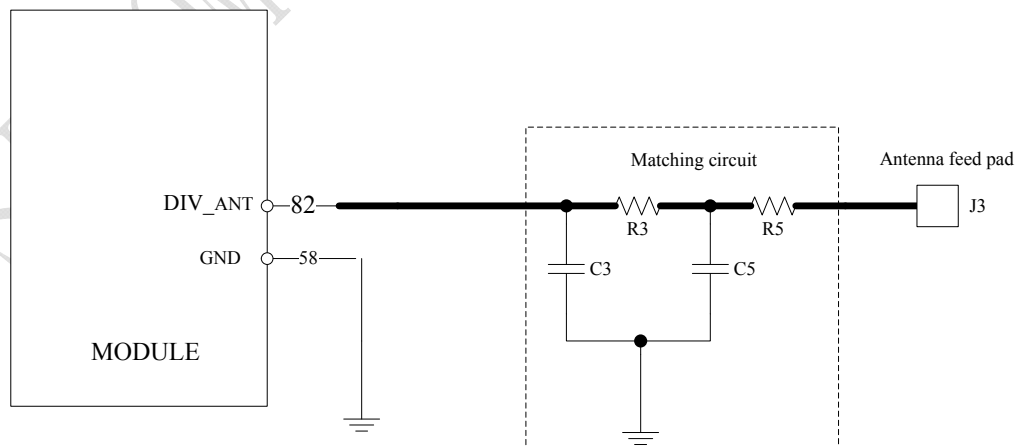 Matching circuit
Antenna feed pad
DIV_ANT
82
J3
R3
R5
GND
58
C3
C5
MODULE